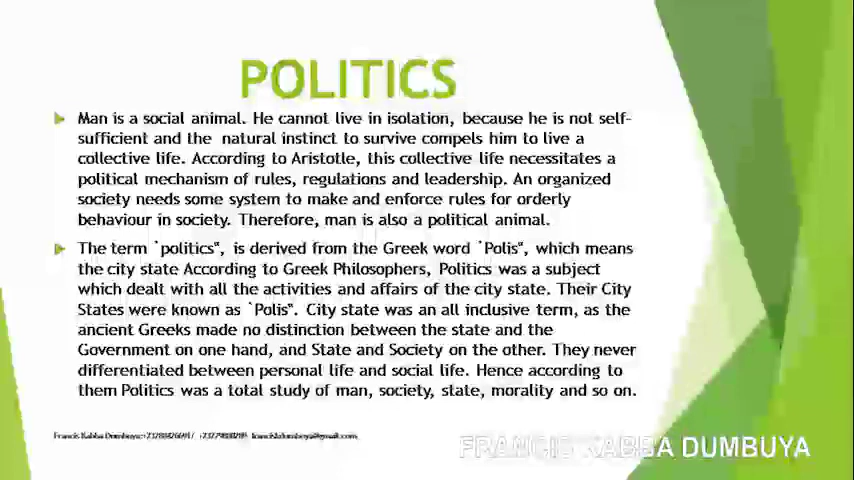 POLITICS
Man is a social animal. He cannot live in isolation, because he is not self-
sufficient and the natural instinct to survive compels him to live a
collective life. According to Aristotle, this collective life necessitates a
political mechanism of rules, regulations and leadership. An organized
society needs some system to make and enforce rules for orderly
behaviour in society. Therefore, man is also a political animal.
The term `politics", is derived from the Greek word `Polis", which means
the city state According to Greek Philosophers, Politics was a subject
which dealt with all the activities and affairs of the city state. Their City
States were known as `Polis". City state was an all inclusive term, as the
ancient Greeks made no distinction between the state and the
Government on one hand, and State and Society on the other. They never
differentiated between personal life and social life. Hence according to
them Politics was a total study of man, society, state, morality and so on.
Francis Kabba Dumbuya
FRANCIS KABBA DUMBUYA